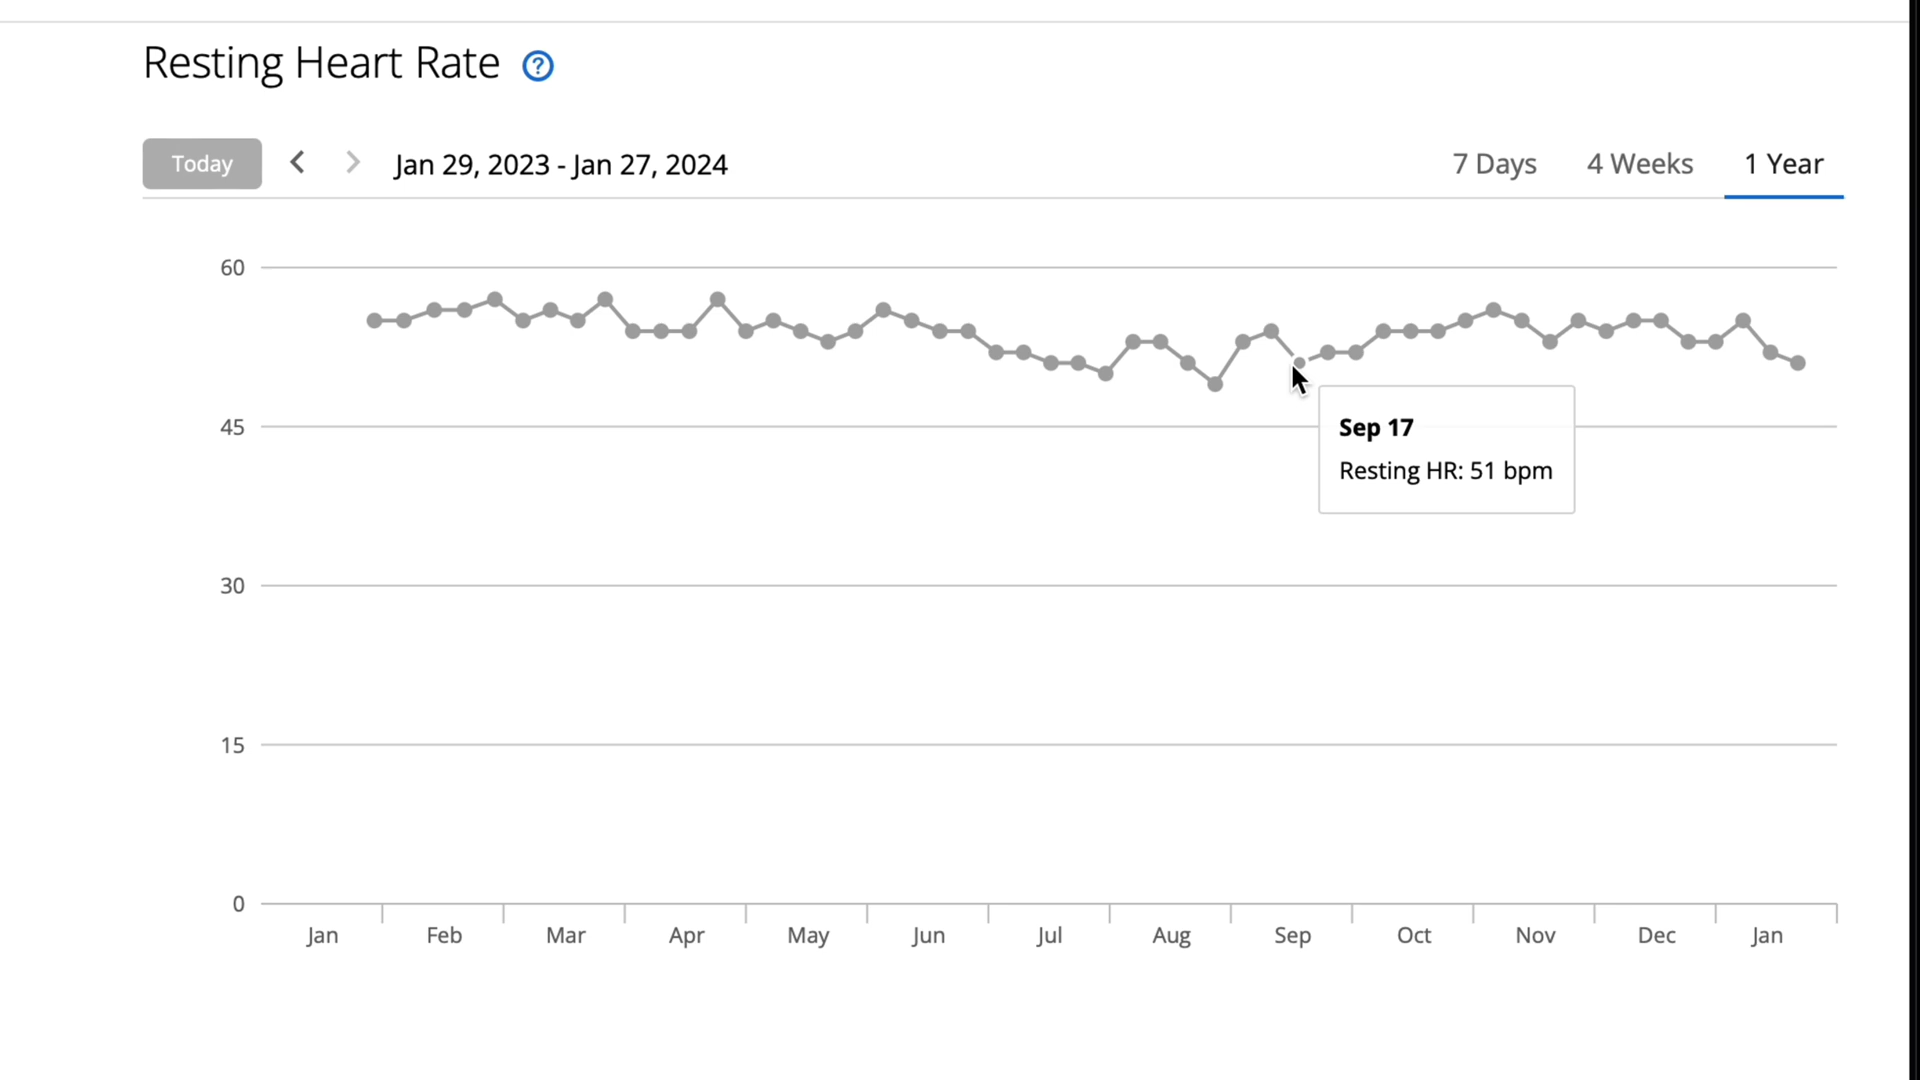 Resting Heart Rate ?
Today Jan 29, 2023 - Jan 27, 2024 7 Days 4 Weeks 1 Year
60
45
30
15
0
Sep 17
Resting HR: 51 bpm
Jan Feb Mar Apr May Jun Jul Aug Sep Oct Nov Dec Jan